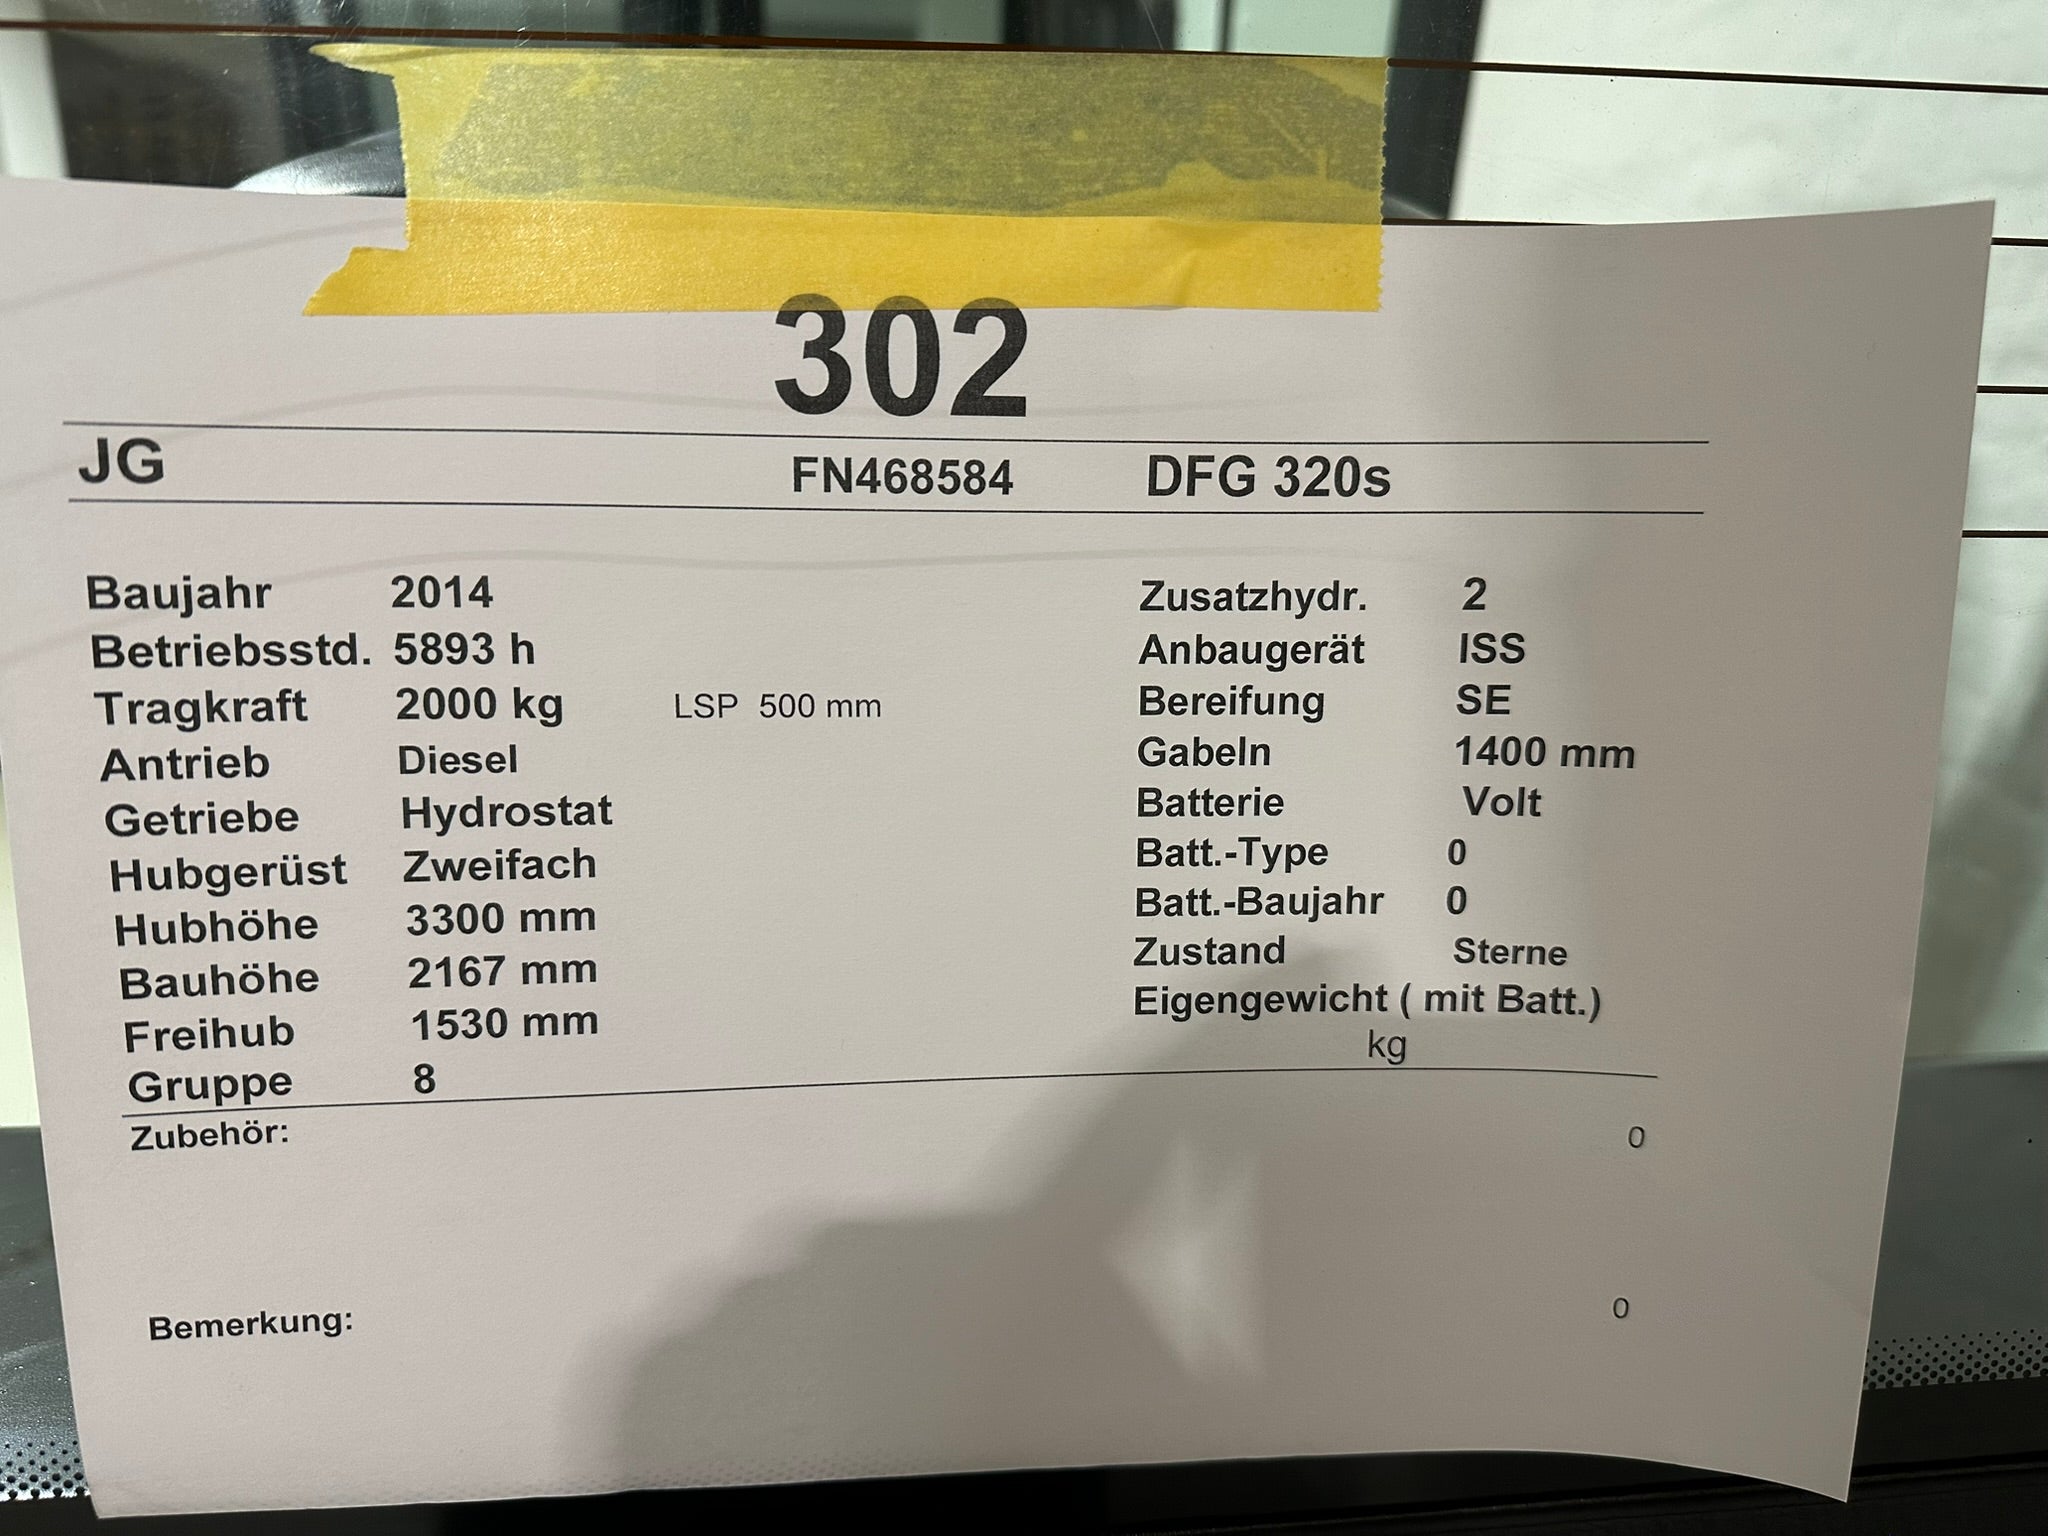 302
JG FN468584 DFG 320s
Baujahr 2014
Betriebsstd. 5893 h
Tragkraft 2000 kg LSP 500 mm
Antrieb Diesel
Getriebe Hydrostat
Hubgerüst Zweifach
Hubhöhe 3300 mm
Bauhöhe 2167 mm
Freihub 1530 mm
Gruppe 8
Zusatzhydr. 2
Anbaugerät ISS
Bereifung SE
Gabeln 1400 mm
Batterie Volt
Batt.-Type 0
Batt.-Baujahr 0
Zustand Sterne
Eigengewicht ( mit Batt.)
kg
Zubehör: 0
Bemerkung: 0